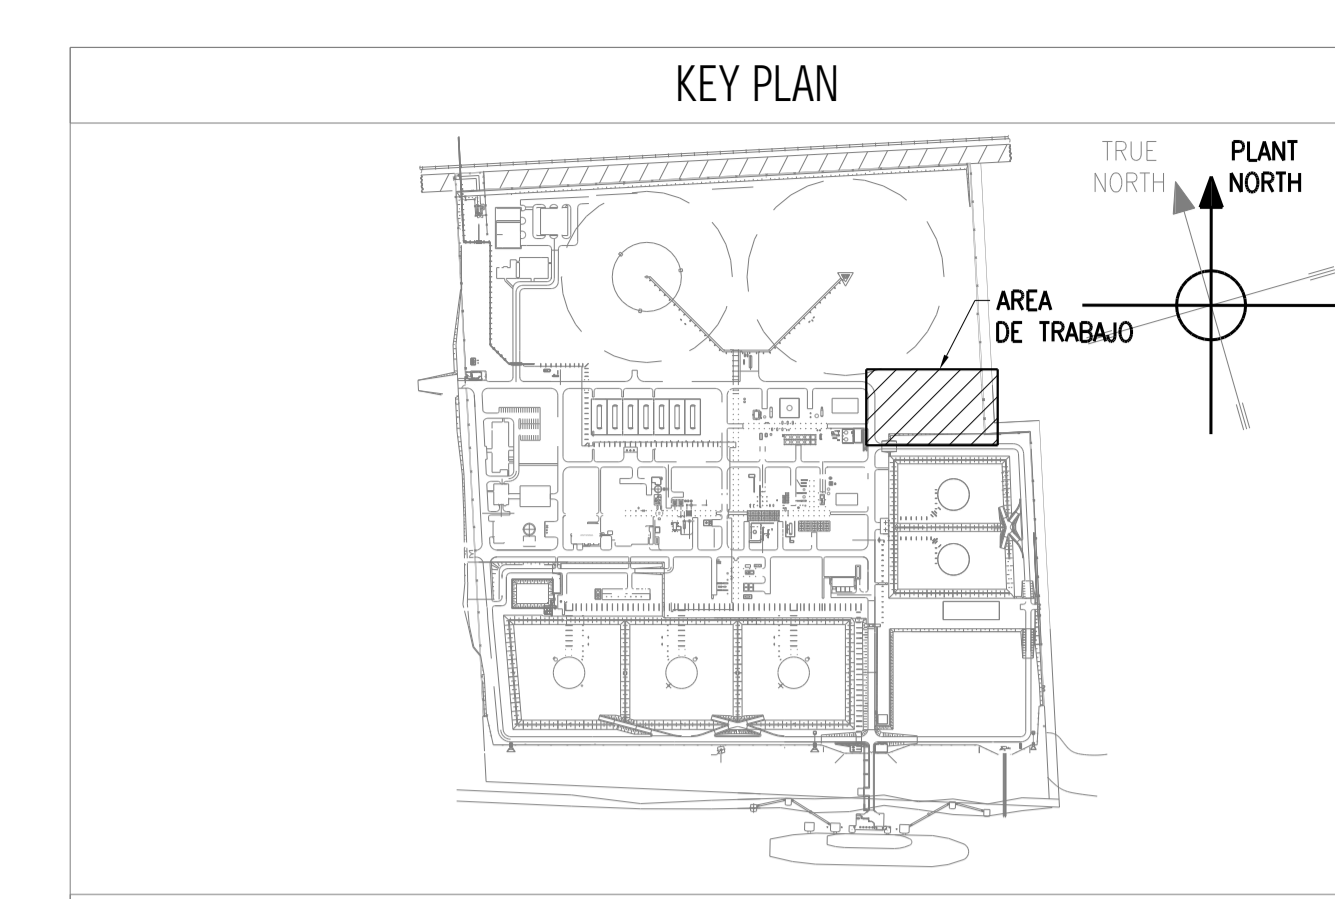 KEY PLAN
TRUE
NORTH
PLANT
NORTH
AREA
DE TRABAJO